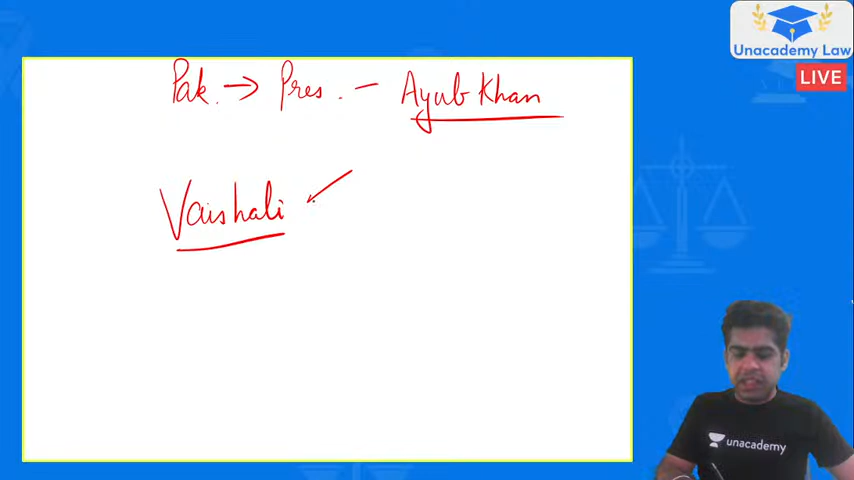 Unacademy Law
LIVE
Pak. → Pres. - Ayub Khan
Vaishali
unacademy